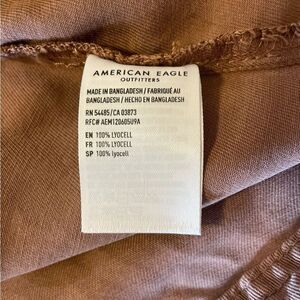 AMERICAN EAGLE
OUTFITTERS
MADE IN BANGLADESH / FABRIQUÉ AU
BANGLADESH / HECHO EN BANGLADESH
RN 54485/CA 03873
RFC# AEM120605U9A
EN 100% LYOCELL
FR 100% LYOCELL
SP 100% lyocell